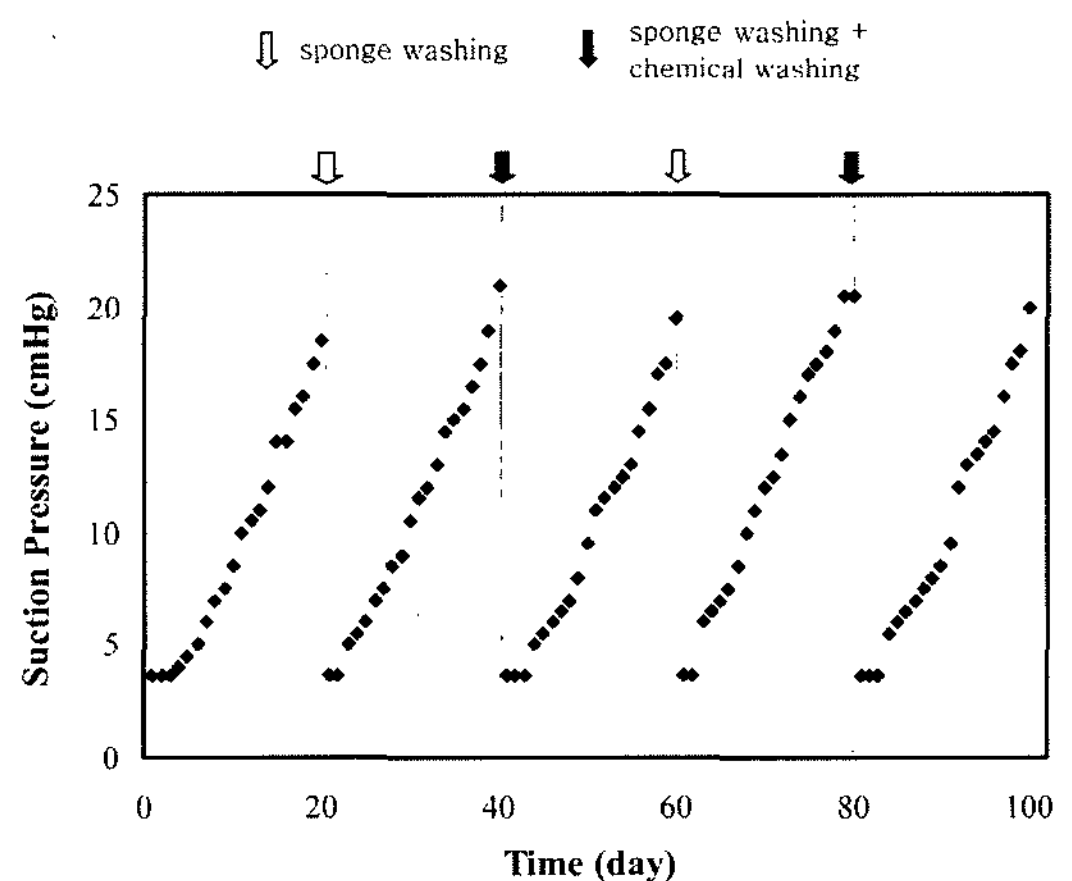 sponge washing
sponge washing +
chemical washing
25
20
15
10
5
0
Suction Pressure (cmHg)
0 20 40 60 80 100
Time (day)